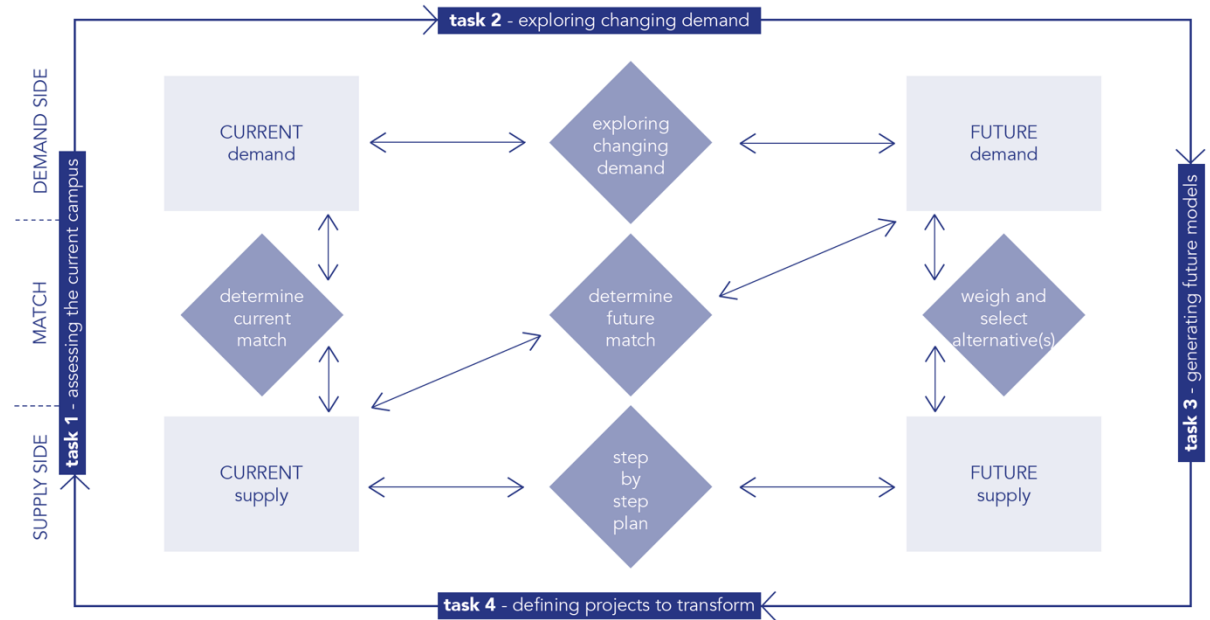 task 2 - exploring changing demand
DEMAND SIDE
MATCH
SUPPLY SIDE
task 1 - assessing the current campus
CURRENT
demand
exploring
changing
demand
FUTURE
demand
determine
current
match
determine
future
match
weigh and
select
alternative(s)
CURRENT
supply
step
by
step
plan
FUTURE
supply
task 3 - generating future models
task 4 - defining projects to transform